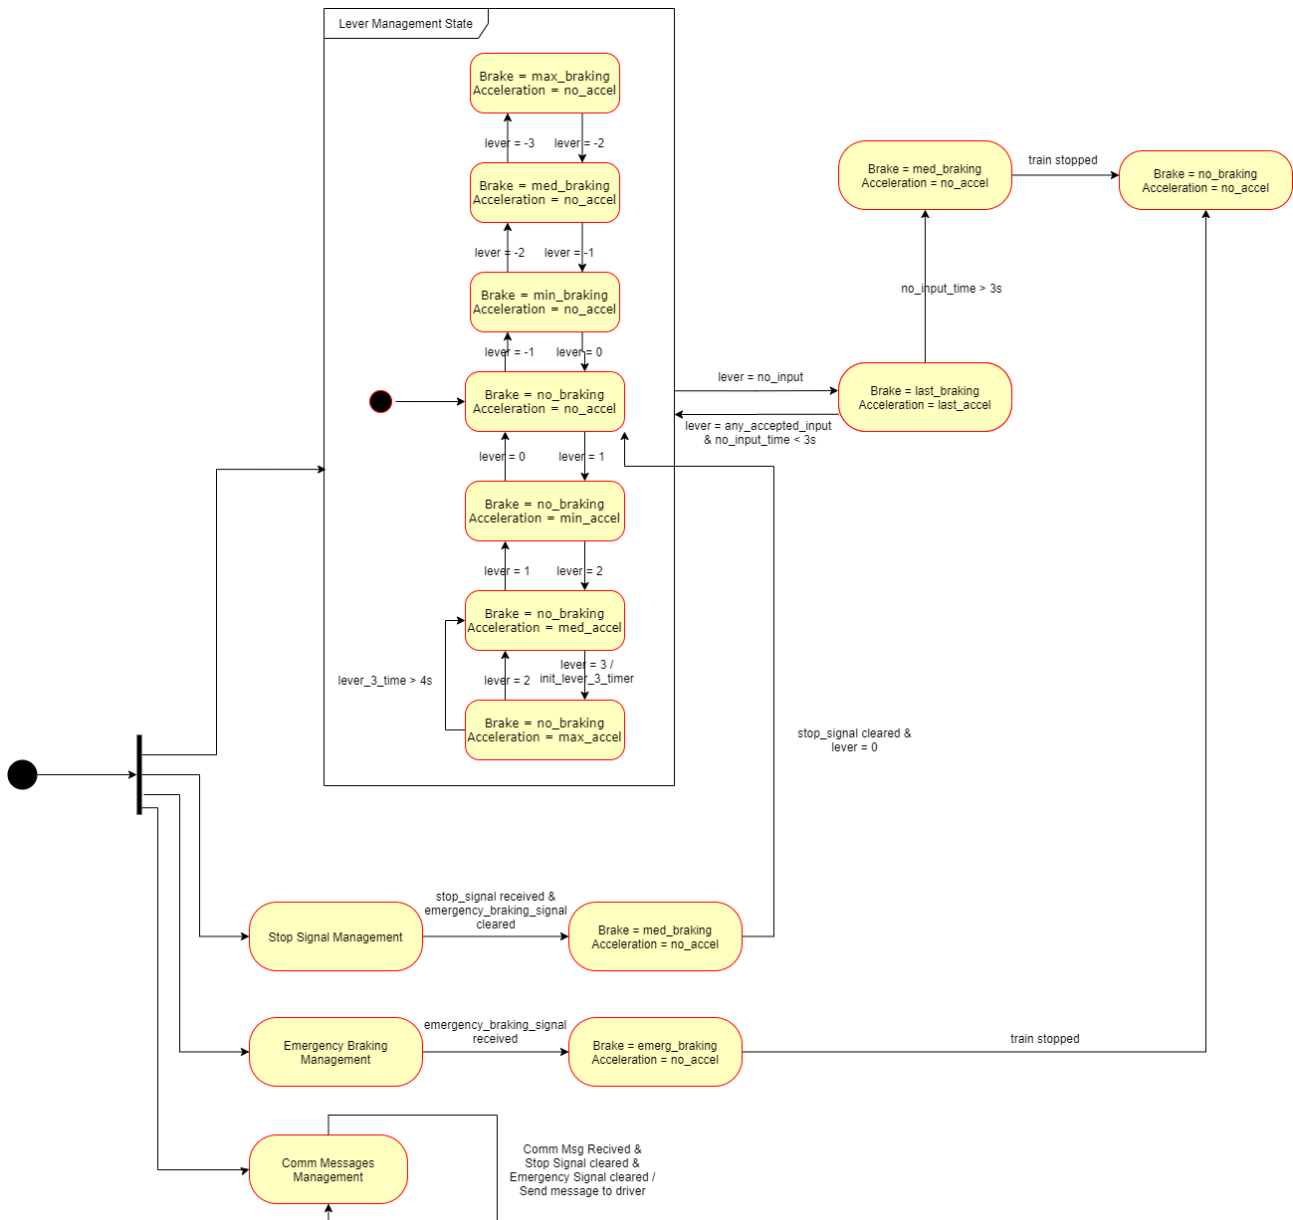 Lever Management State
Brake = max_braking
Acceleration = no_accel
lever = -3
lever = -2
Brake = med_braking
Acceleration = no_accel
lever = -2
lever = -1
Brake = min_braking
Acceleration = no_accel
lever = -1
lever = 0
Brake = no_braking
Acceleration = no_accel
lever = 0
lever = 1
Brake = no_braking
Acceleration = min_accel
lever = 1
lever = 2
Brake = no_braking
Acceleration = med_accel
lever_3_time > 4s
lever = 2
lever = 3 /
init_lever_3_timer
Brake = no_braking
Acceleration = max_accel
Brake = med_braking
Acceleration = no_accel
train stopped
Brake = no_braking
Acceleration = no_accel
no_input_time > 3s
lever = no_input
Brake = last_braking
Acceleration = last_accel
lever = any_accepted_input
& no_input_time < 3s
stop_signal cleared &
lever = 0
Stop Signal Management
stop_signal received &
emergency_braking_signal
cleared
Brake = med_braking
Acceleration = no_accel
Emergency Braking
Management
emergency_braking_signal
received
Brake = emerg_braking
Acceleration = no_accel
train stopped
Comm Messages
Management
Comm Msg Recived &
Stop Signal cleared &
Emergency Signal cleared /
Send message to driver